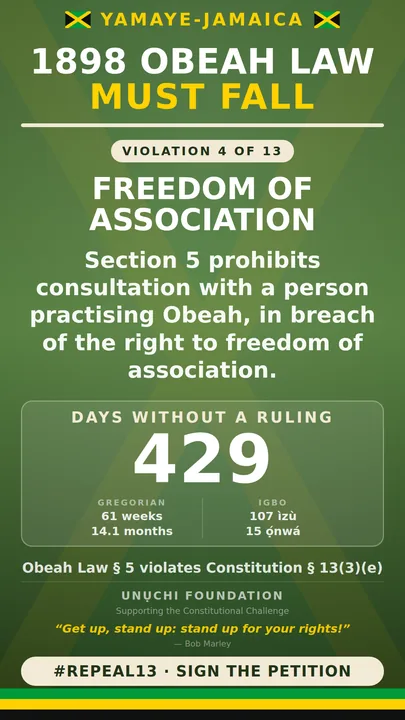 YAMAYE-JAMAICA
1898 OBEAH LAW
MUST FALL
VIOLATION 4 OF 13
FREEDOM OF
ASSOCIATION
Section 5 prohibits
consultation with a person
practising Obeah, in breach
of the right to freedom of
association.
DAYS WITHOUT A RULING
429
GREGORIAN
61 weeks
14.1 months
IGBO
107 ìzù
15 ọ́nwá
Obeah Law § 5 violates Constitution § 13(3)(e)
UNỤCHI FOUNDATION
Supporting the Constitutional Challenge
“Get up, stand up: stand up for your rights!”
— Bob Marley
#REPEAL13 · SIGN THE PETITION